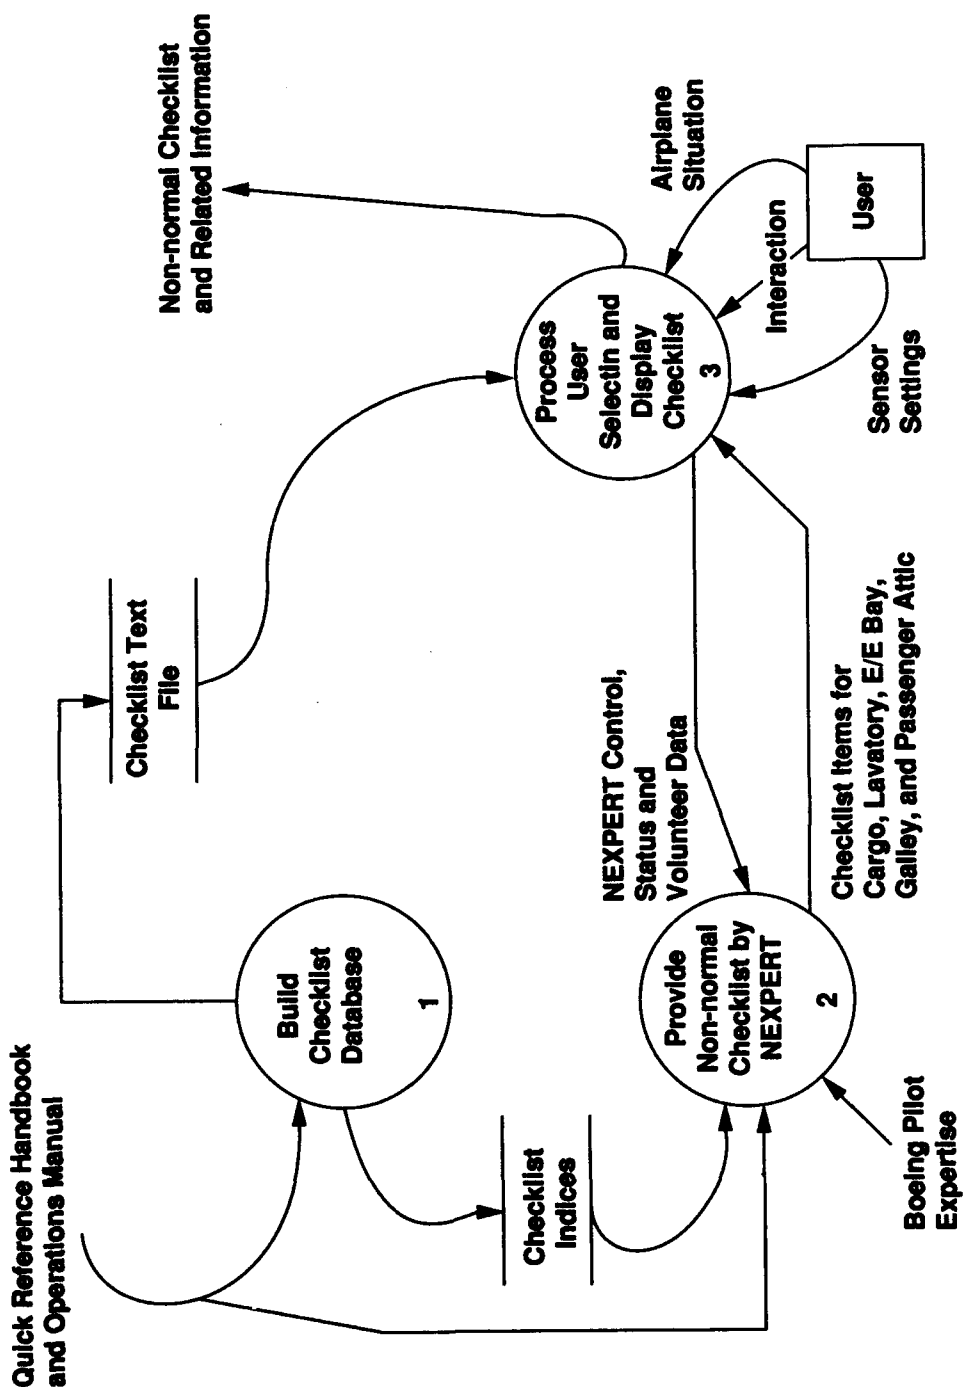 Quick Reference Handbook
and Operations Manual
Build
Checklist
Database
1
Checklist Text
File
Non-normal Checklist
and Related Information
Checklist
Indices
Process
User
Selectin and
Display
Checklist
3
Airplane
Situation
Interaction
User
Sensor
Settings
NEXPERT Control,
Status and
Volunteer Data
Provide
Non-normal
Checklist by
NEXPERT
2
Boeing Pilot
Expertise
Checklist Items for
Cargo, Lavatory, E/E Bay,
Galley, and Passenger Attic